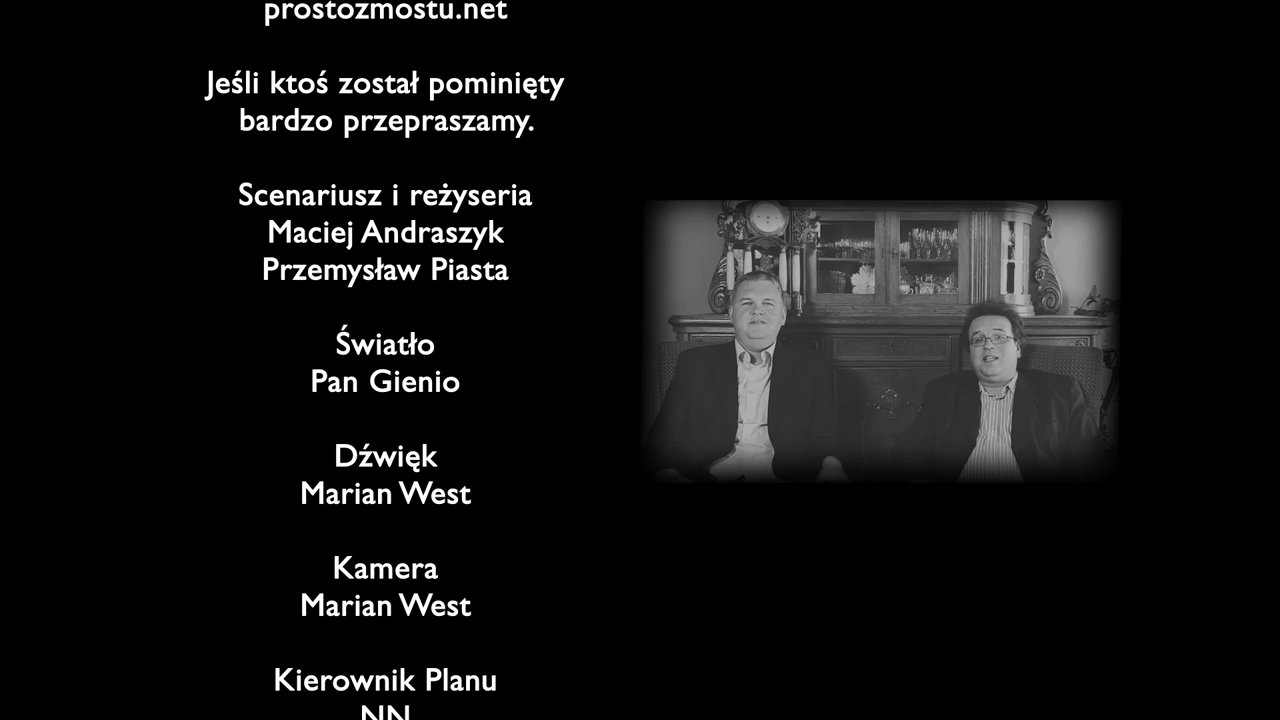 prostozmostu.net
Jeśli ktoś został pominięty
bardzo przepraszamy.
Scenariusz i reżyseria
Maciej Andraszyk
Przemysław Piasta
Światło
Pan Gienio
Dźwięk
Marian West
Kamera
Marian West
Kierownik Planu
NN